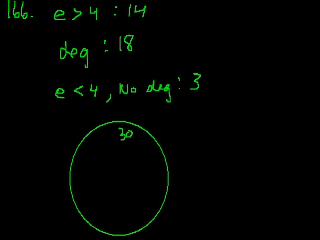 166. e > 4 : 14
deg : 18
e < 4, No deg : 3
30